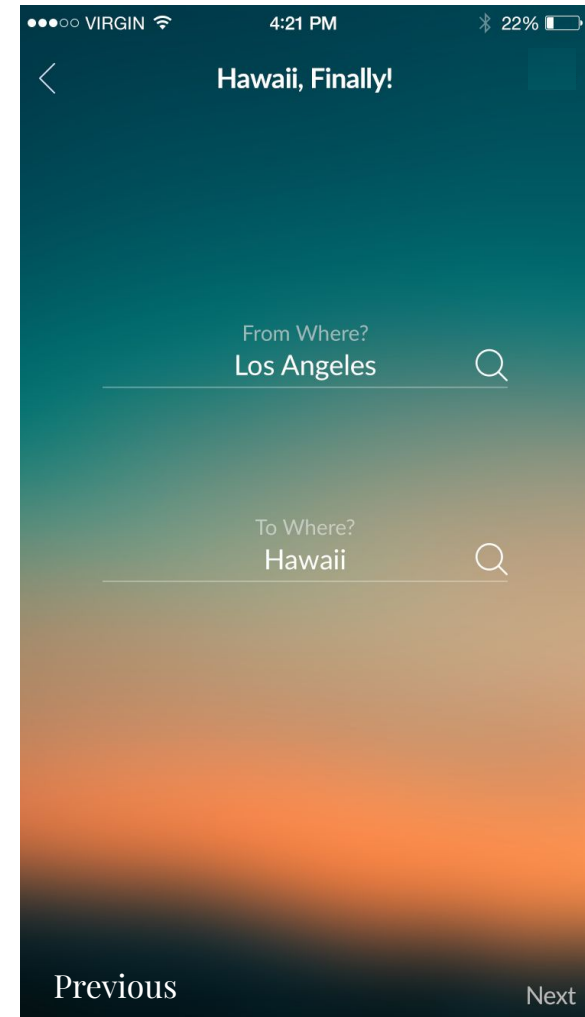 VIRGIN 4:21 PM 22%
Hawaii, Finally!
From Where?
Los Angeles
To Where?
Hawaii
Previous Next